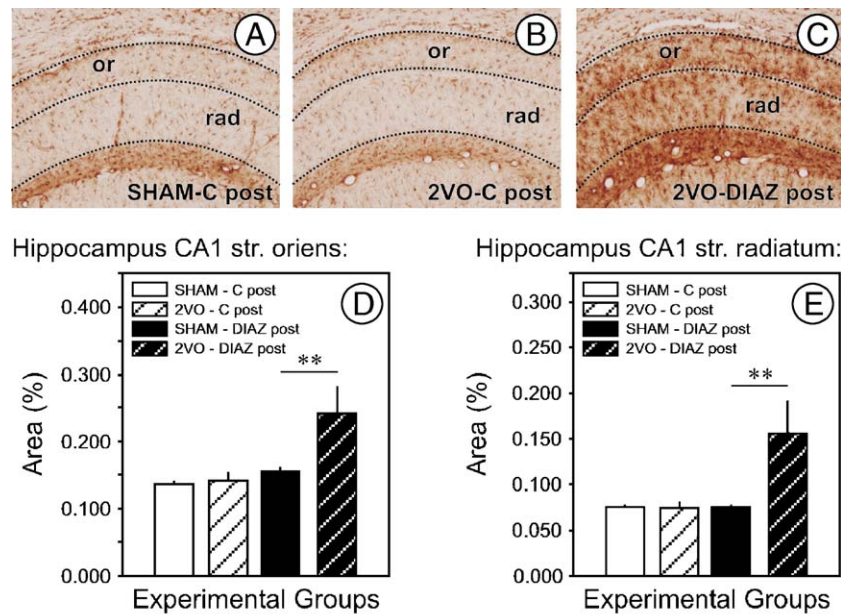 A
B
C
or
or
or
rad
rad
rad
SHAM-C post
2VO-C post
2VO-DIAZ post
Hippocampus CA1 str. oriens:
D
SHAM - C post
2VO - C post
SHAM - DIAZ post
2VO - DIAZ post
**
Area (%)
0.400
0.300
0.200
0.100
0.000
Experimental Groups
Hippocampus CA1 str. radiatum:
E
SHAM - C post
2VO - C post
SHAM - DIAZ post
2VO - DIAZ post
**
Area (%)
0.300
0.250
0.200
0.150
0.100
0.050
0.000
Experimental Groups